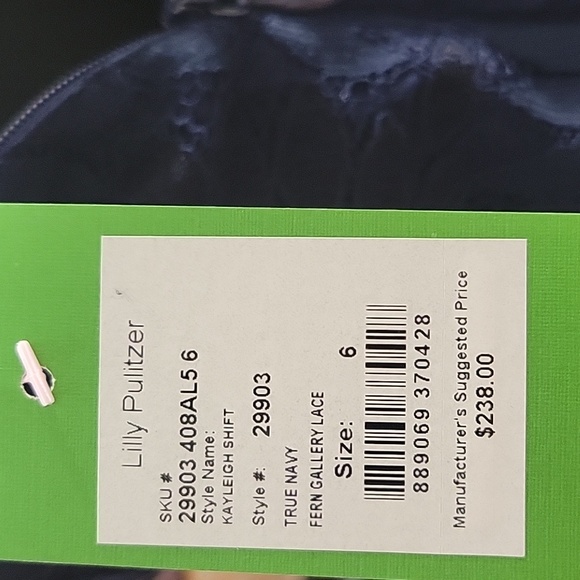 Lilly Pulitzer
SKU #
29903 408AL5 6
Style Name:
KAYLEIGH SHIFT
Style #: 29903
TRUE NAVY
FERN GALLERY LACE
Size: 6
889069 370428
Manufacturer's Suggested Price
$238.00